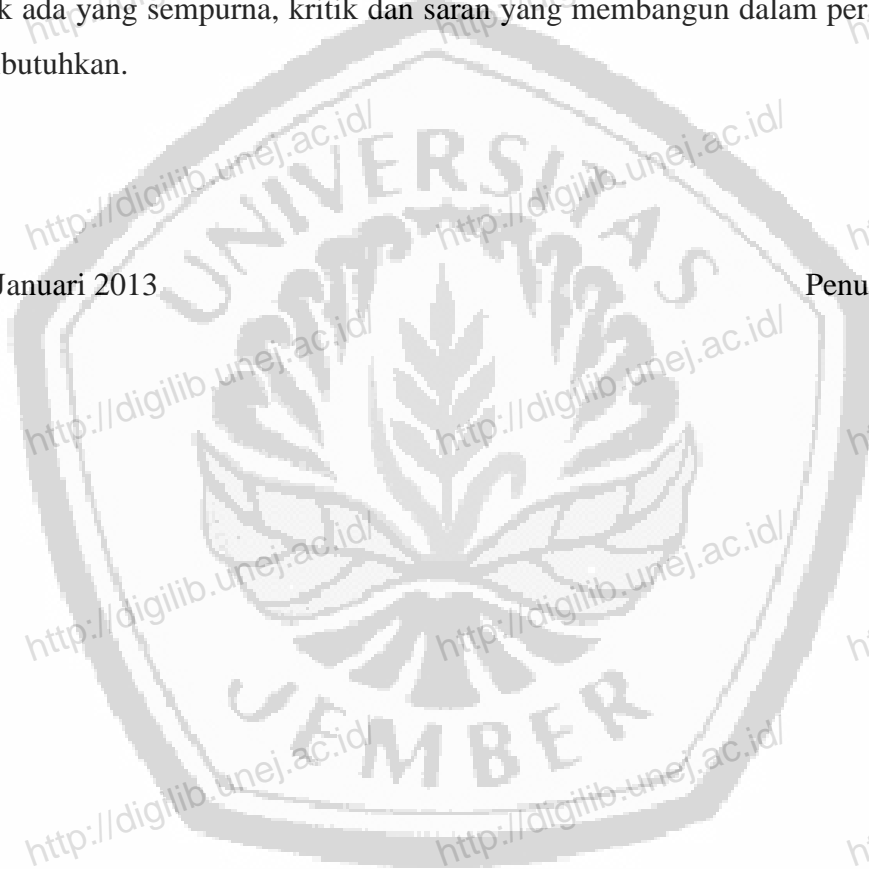 k ada yang sempurna, kritik dan saran yang membangun dalam per
butuhkan.
http://digilib.unej.ac.id/
http://digilib.unej.ac.id/
UNIVERSITAS
Januari 2013 Penu
http://digilib.unej.ac.id/
http://digilib.unej.ac.id/
http://digilib.unej.ac.id/
http://digilib.unej.ac.id/
JEMBER
http://digilib.unej.ac.id/
http://digilib.unej.ac.id/